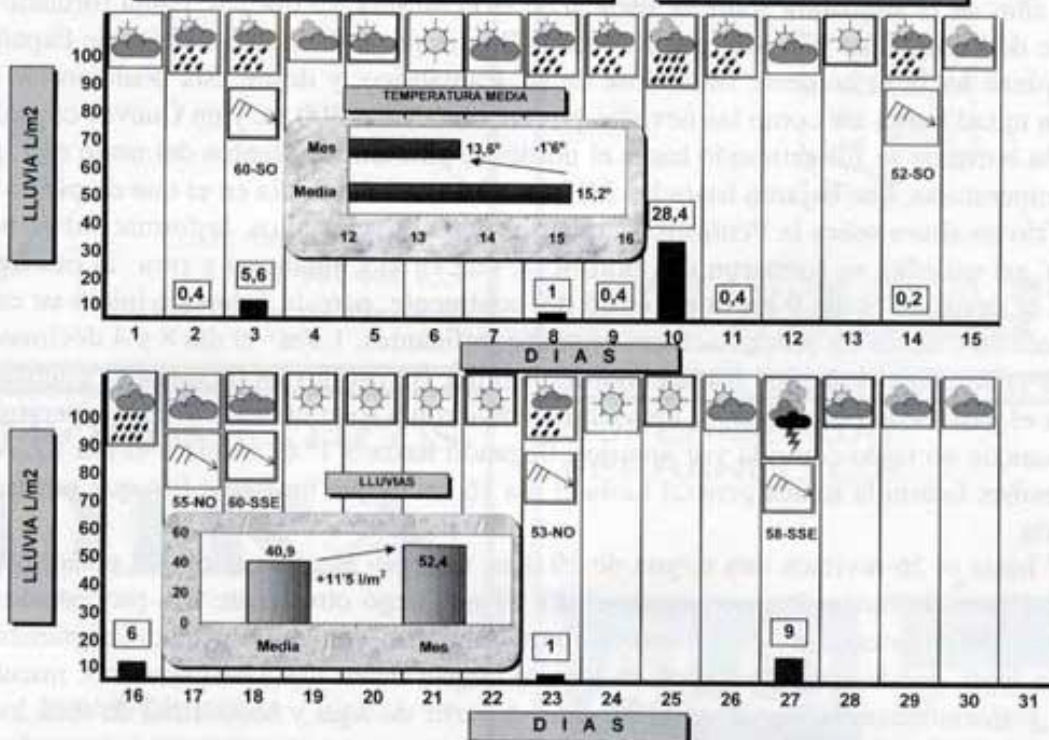 100
90
80
70
60
50
40
30
20
10
LLUVIA L/m2
60-SO
52-SO
TEMPERATURA MEDIA
Mes
13,6º
-1'6º
Media
15,2º
12 13 14 15 16
0,4
5,6
1
0,4
28,4
0,4
0,2
1 2 3 4 5 6 7 8 9 10 11 12 13 14 15
DIAS
100
90
80
70
60
50
40
30
20
10
LLUVIA L/m2
55-NO
60-SSE
53-NO
58-SSE
LLUVIAS
60
40
20
0
40,9
+11'5 l/m²
52,4
Media
Mes
6
1
9
16 17 18 19 20 21 22 23 24 25 26 27 28 29 30 31
DIAS